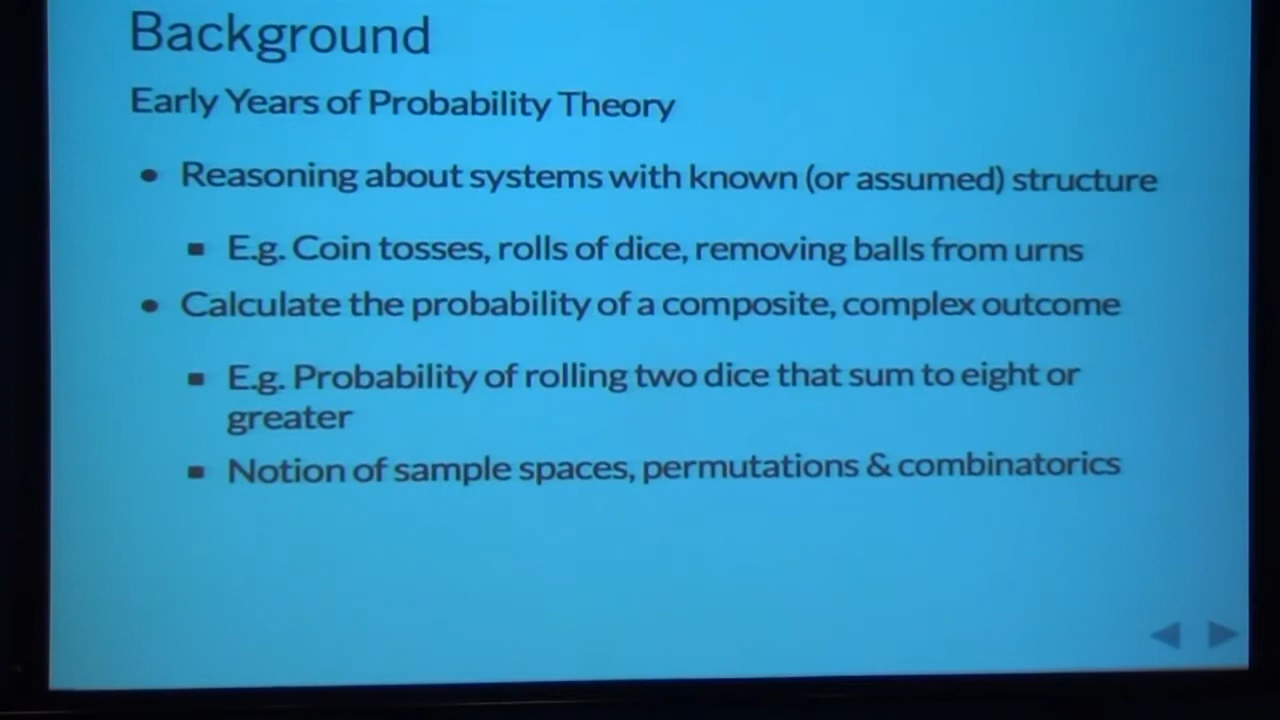 Background
Early Years of Probability Theory
• Reasoning about systems with known (or assumed) structure
▪ E.g. Coin tosses, rolls of dice, removing balls from urns
• Calculate the probability of a composite, complex outcome
▪ E.g. Probability of rolling two dice that sum to eight or
greater
▪ Notion of sample spaces, permutations & combinatorics